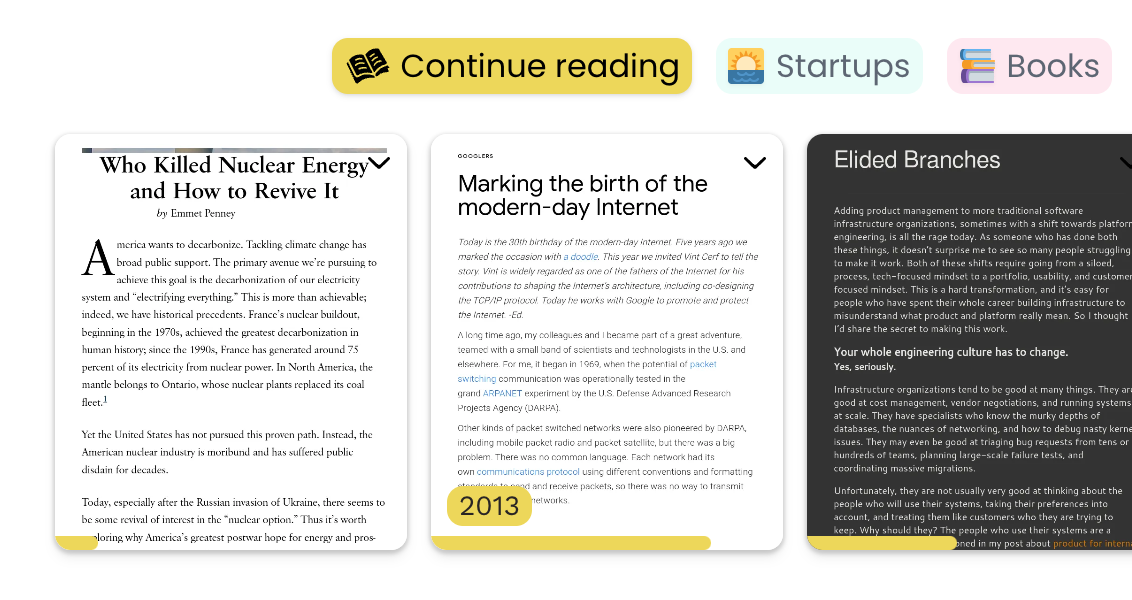 Continue reading
Startups
Books
Who Killed Nuclear Energy
and How to Revive It
by Emmet Penney
America wants to decarbonize. Tackling climate change has
broad public support. The primary avenue we're pursuing to
achieve this goal is the decarbonization of our electricity
system and “electrifying everything.” This is more than achievable;
indeed, we have historical precedents. France's nuclear buildout,
beginning in the 1970s, achieved the greatest decarbonization in
human history; since the 1990s, France has generated around 75
percent of its electricity from nuclear power. In North America, the
mantle belongs to Ontario, whose nuclear plants replaced its coal
fleet.1
Yet the United States has not pursued this proven path. Instead, the
American nuclear industry is moribund and has suffered public
disdain for decades.
Today, especially after the Russian invasion of Ukraine, there seems to
be some revival of interest in the “nuclear option.” Thus it's worth
ploring why America's greatest postwar hope for energy and pros-
GOOGLERS
Marking the birth of the
modern-day Internet
Today is the 30th birthday of the modern-day Internet. Five years ago we
marked the occasion with a doodle. This year we invited Vint Cerf to tell the
story. Vint is widely regarded as one of the fathers of the Internet for his
contributions to shaping the Internet's architecture, including co-designing
the TCP/IP protocol. Today he works with Google to promote and protect
the Internet. -Ed.
A long time ago, my colleagues and I became part of a great adventure,
teamed with a small band of scientists and technologists in the U.S. and
elsewhere. For me, it began in 1969, when the potential of packet
switching communication was operationally tested in the
grand ARPANET experiment by the U.S. Defense Advanced Research
Projects Agency (DARPA).
Other kinds of packet switched networks were also pioneered by DARPA,
including mobile packet radio and packet satellite, but there was a big
problem. There was no common language. Each network had its
own communications protocol using different conventions and formatting
standards to send and receive packets, so there was no way to transmit
networks.
2013
Elided Branches
Adding product management to more traditional software
infrastructure organizations, sometimes with a shift towards platform
engineering, is all the rage today. As someone who has done both
these things, it doesn't surprise me to see so many people struggling
to make it work. Both of these shifts require going from a siloed,
process, tech-focused mindset to a portfolio, usability, and customer
focused mindset. This is a hard transformation, and it's easy for
people who have spent their whole career building infrastructure to
misunderstand what product and platform really mean. So I thought
I'd share the secret to making this work.
Your whole engineering culture has to change.
Yes, seriously.
Infrastructure organizations tend to be good at many things. They are
good at cost management, vendor negotiations, and running systems
at scale. They have specialists who know the murky depths of
databases, the nuances of networking, and how to debug nasty kerne
issues. They may even be good at triaging bug requests from tens or
hundreds of teams, planning large-scale failure tests, and
coordinating massive migrations.
Unfortunately, they are not usually very good at thinking about the
people who will use their systems, taking their preferences into
account, and treating them like customers who they are trying to
keep. Why should they? The people who use their systems are a
oned in my post about product for intern